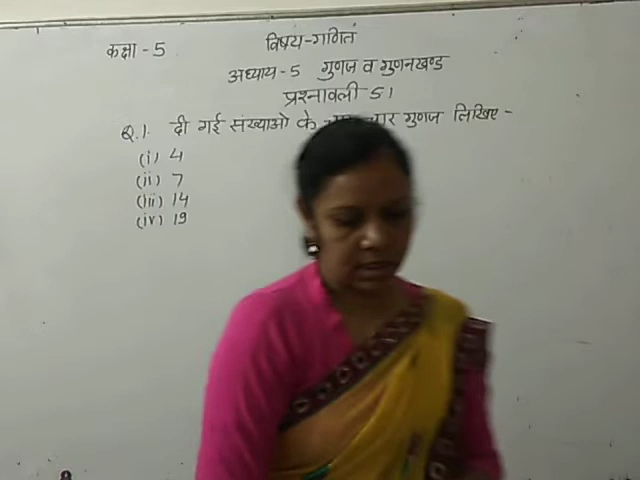 कक्षा - 5
विषय-गणित
अध्याय - 5 गुणज व गुणनखण्ड
प्रश्नावली 5.1
Q.1. दी गई संख्याओ के चार गुणज लिखिए -
(i) 4
(ii) 7
(iii) 14
(iv) 19